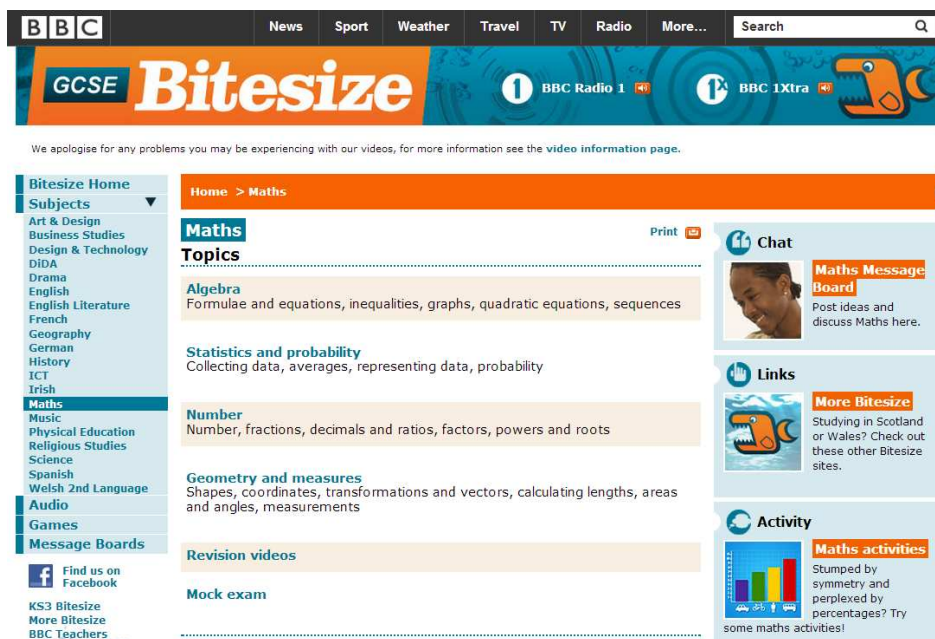 BBC
News Sport Weather Travel TV Radio More... Search
GCSE Bitesize
1 BBC Radio 1
1X BBC 1Xtra
We apologise for any problems you may be experiencing with our videos, for more information see the video information page.
Bitesize Home
Subjects
Art & Design
Business Studies
Design & Technology
DiDA
Drama
English
English Literature
French
Geography
German
History
ICT
Irish
Maths
Music
Physical Education
Religious Studies
Science
Spanish
Welsh 2nd Language
Audio
Games
Message Boards
f
Find us on
Facebook
KS3 Bitesize
More Bitesize
BBC Teachers
Home > Maths
Maths
Print
Topics
Algebra
Formulae and equations, inequalities, graphs, quadratic equations, sequences
Statistics and probability
Collecting data, averages, representing data, probability
Number
Number, fractions, decimals and ratios, factors, powers and roots
Geometry and measures
Shapes, coordinates, transformations and vectors, calculating lengths, areas
and angles, measurements
Revision videos
Mock exam
Chat
Maths Message
Board
Post ideas and
discuss Maths here.
Links
More Bitesize
Studying in Scotland
or Wales? Check out
these other Bitesize
sites.
Activity
Maths activities
Stumped by
symmetry and
perplexed by
percentages? Try
some maths activities!